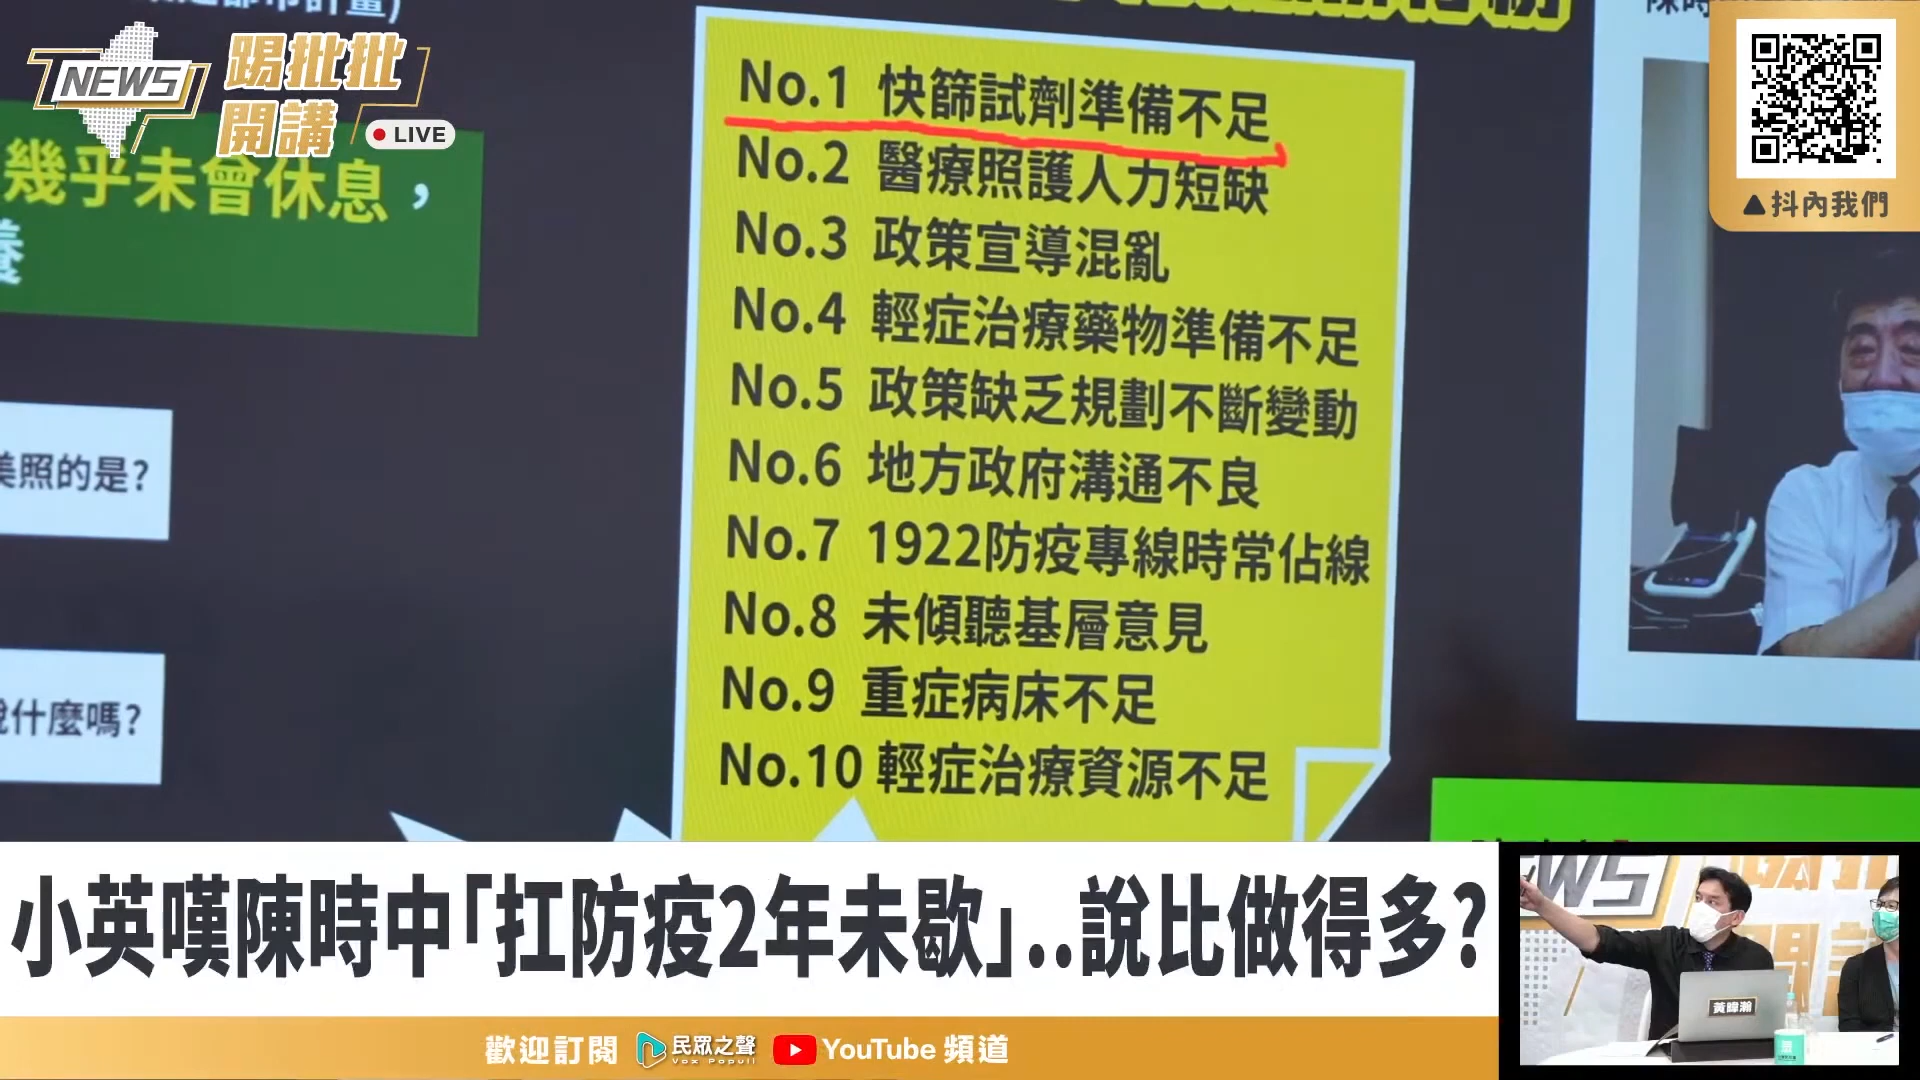 NEWS
踢批批
開講
LIVE
幾乎未曾休息，
養
美照的是?
什麼嗎?
No.1 快篩試劑準備不足
No.2 醫療照護人力短缺
No.3 政策宣導混亂
No.4 輕症治療藥物準備不足
No.5 政策缺乏規劃不斷變動
No.6 地方政府溝通不良
No.7 1922防疫專線時常佔線
No.8 未傾聽基層意見
No.9 重症病床不足
No.10 輕症治療資源不足
▲抖內我們
小英嘆陳時中「扛防疫2年未歇」..說比做得多?
黃暐瀚
歡迎訂閱 民眾之聲 Vox Populi YouTube 頻道